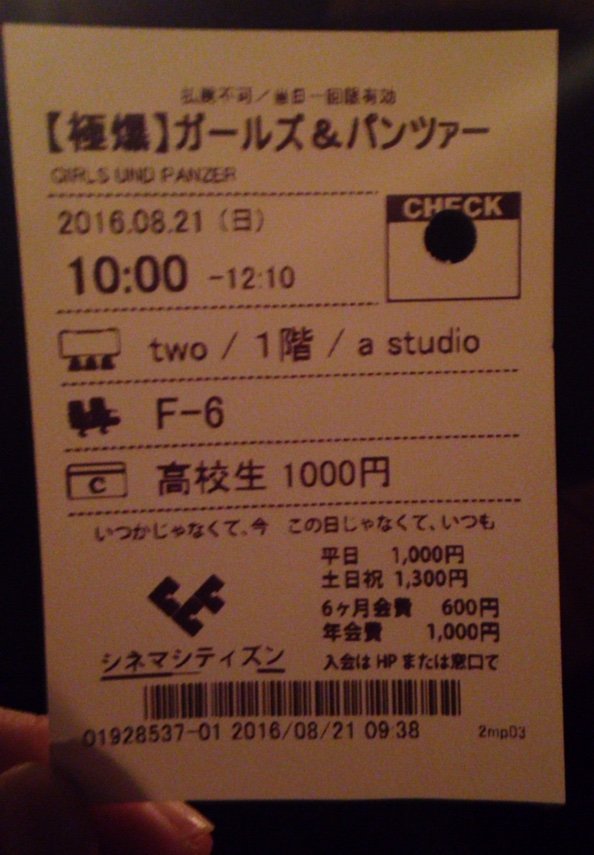 払戻不可／当日一回限有効
【極爆】ガールズ＆パンツァー
GIRLS UND PANZER
2016.08.21（日）
CHECK
10:00 -12:10
two / 1階 / a studio
F-6
C 高校生 1000円
いつかじゃなくて、今 この日じゃなくて、いつも
平日 1,000円
土日祝 1,300円
6ヶ月会費 600円
年会費 1,000円
シネマシティズン
入会は HP または窓口て
01928537-01 2016/08/21 09:38
2mp03